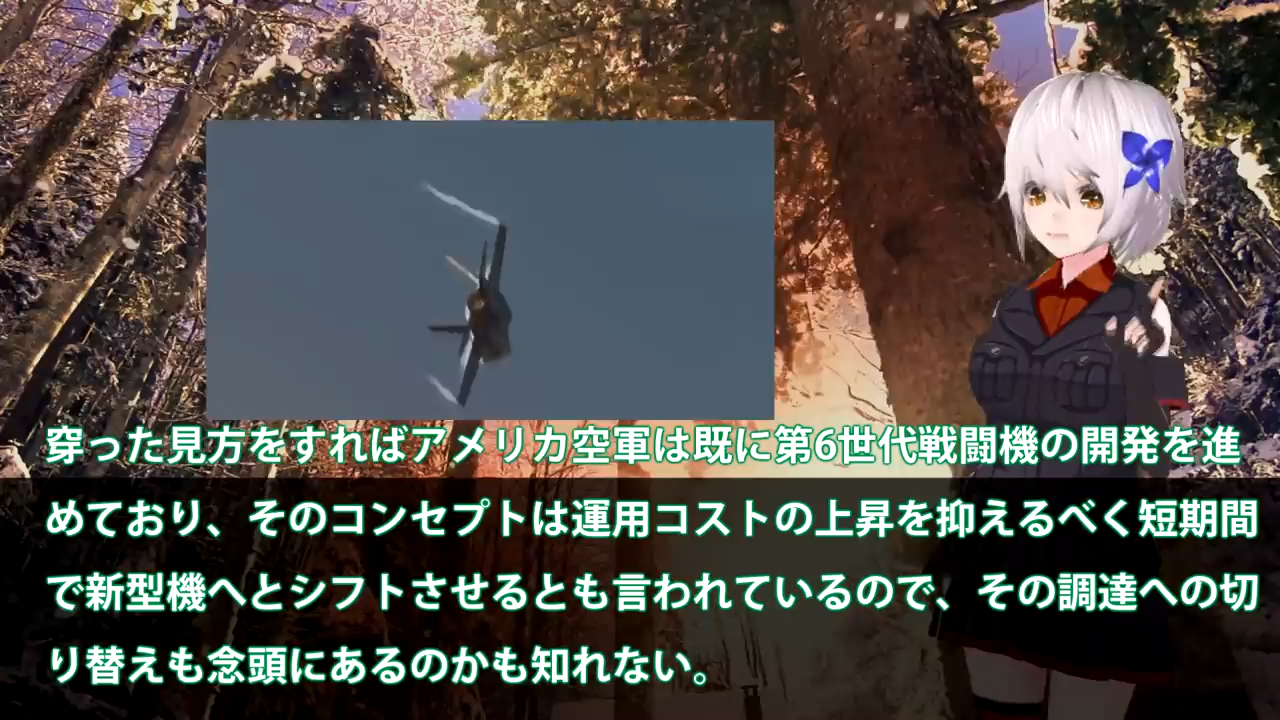 穿った見方をすればアメリカ空軍は既に第6世代戦闘機の開発を進
めており、そのコンセプトは運用コストの上昇を抑えるべく短期間
で新型機へとシフトさせるとも言われているので、その調達への切
り替えも念頭にあるのかも知れない。